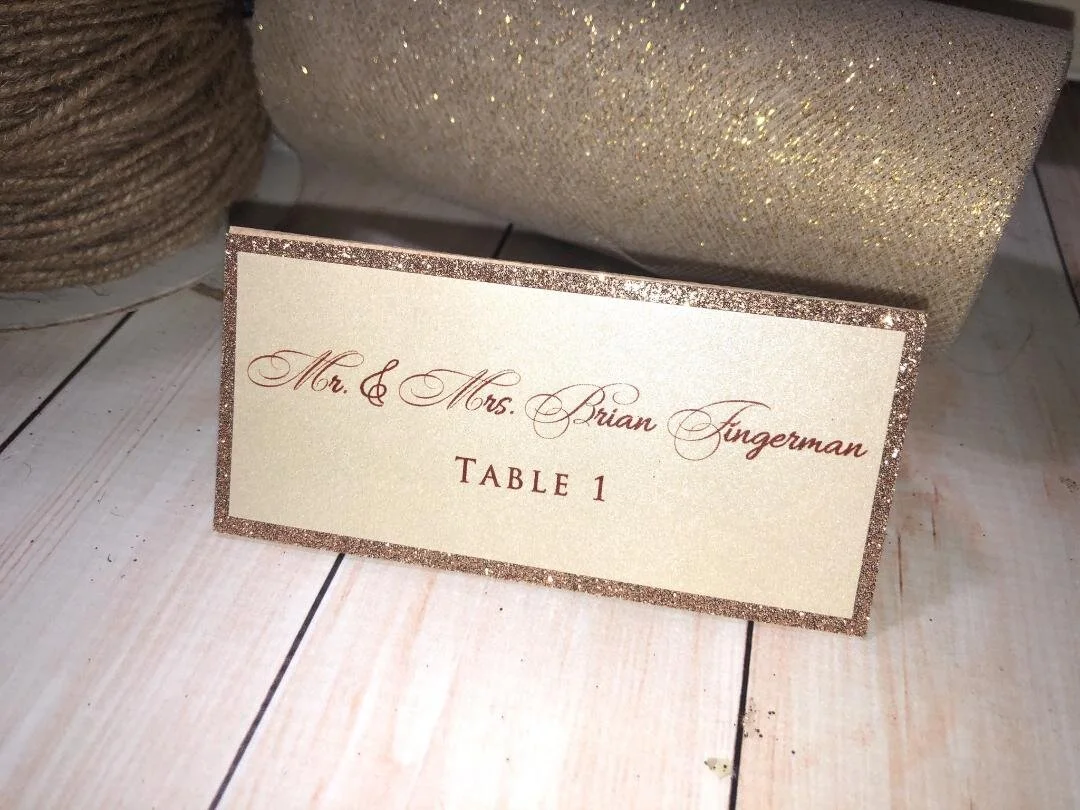 Mr. & Mrs. Brian Fingerman
TABLE 1